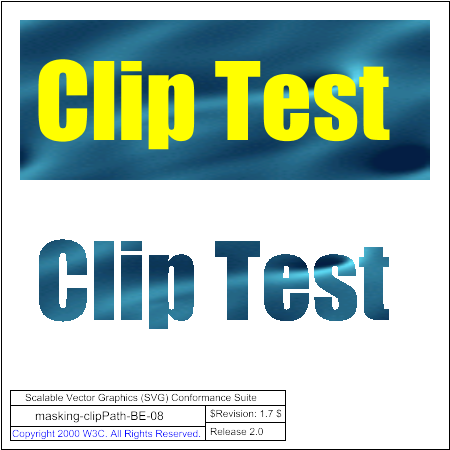 Clip Test
Clip Test
Scalable Vector Graphics (SVG) Conformance Suite
masking-clipPath-BE-08
$Revision: 1.7 $
Copyright 2000 W3C. All Rights Reserved.
Release 2.0